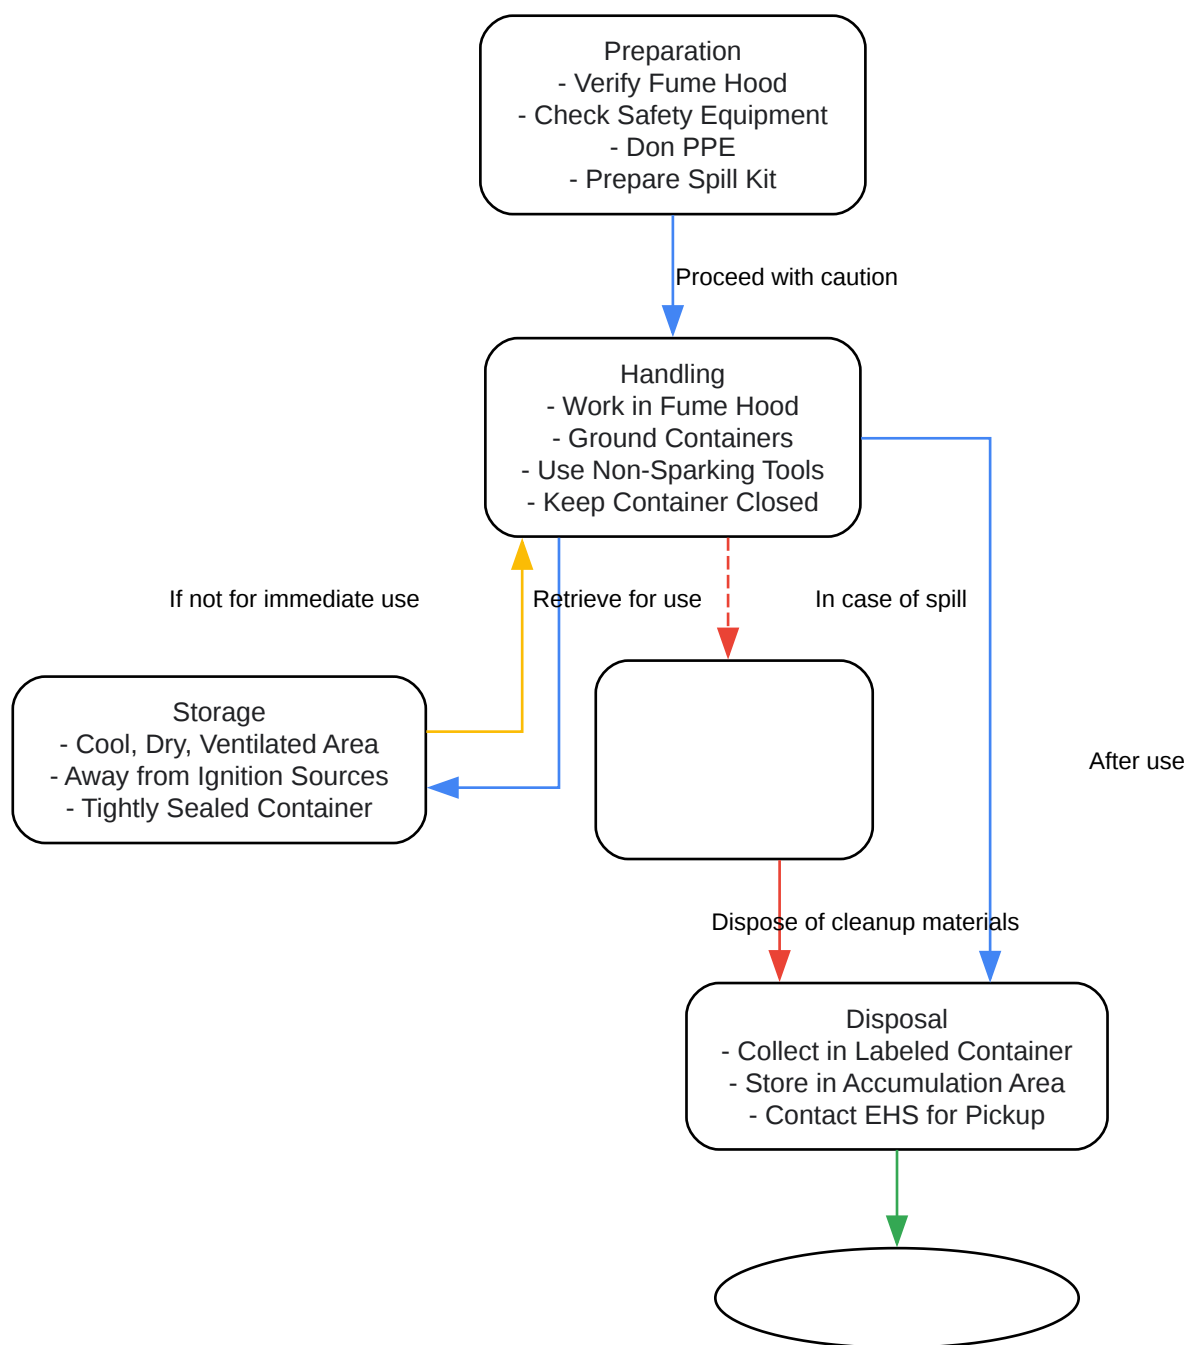 Preparation
- Verify Fume Hood
- Check Safety Equipment
- Don PPE
- Prepare Spill Kit
Proceed with caution
Handling
- Work in Fume Hood
- Ground Containers
- Use Non-Sparking Tools
- Keep Container Closed
If not for immediate use
Retrieve for use
In case of spill
Storage
- Cool, Dry, Ventilated Area
- Away from Ignition Sources
- Tightly Sealed Container
After use
Dispose of cleanup materials
Disposal
- Collect in Labeled Container
- Store in Accumulation Area
- Contact EHS for Pickup